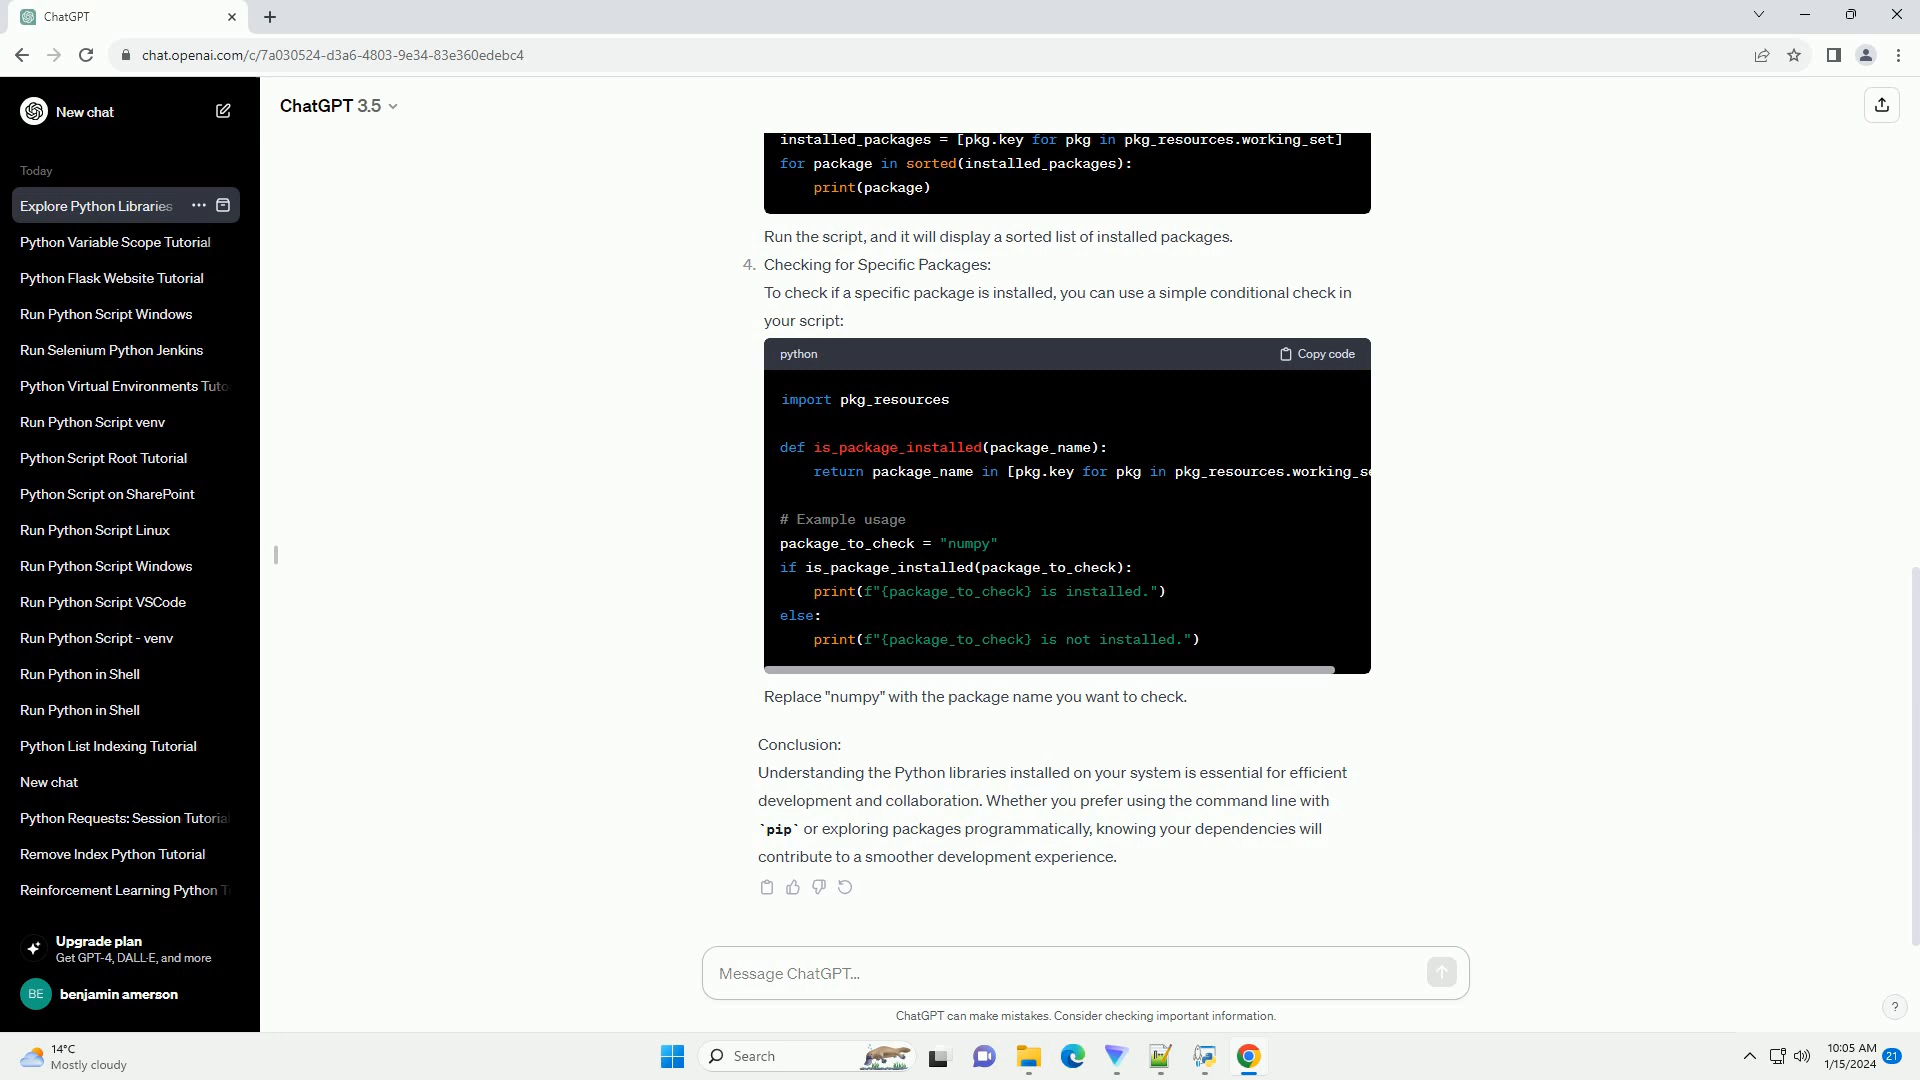 ChatGPT
chat.openai.com/c/7a030524-d3a6-4803-9e34-83e360edebc4
New chat
ChatGPT 3.5
Today
Explore Python Libraries
Python Variable Scope Tutorial
Python Flask Website Tutorial
Run Python Script Windows
Run Selenium Python Jenkins
Python Virtual Environments Tuto
Run Python Script venv
Python Script Root Tutorial
Python Script on SharePoint
Run Python Script Linux
Run Python Script Windows
Run Python Script VSCode
Run Python Script - venv
Run Python in Shell
Run Python in Shell
Python List Indexing Tutorial
New chat
Python Requests: Session Tutorial
Remove Index Python Tutorial
Reinforcement Learning Python T
Upgrade plan
Get GPT-4, DALL·E, and more
BE
benjamin amerson
installed_packages = [pkg.key for pkg in pkg_resources.working_set]
for package in sorted(installed_packages):
print(package)
Run the script, and it will display a sorted list of installed packages.
4. Checking for Specific Packages:
To check if a specific package is installed, you can use a simple conditional check in
your script:
python
Copy code
import pkg_resources
def is_package_installed(package_name):
return package_name in [pkg.key for pkg in pkg_resources.working_se
# Example usage
package_to_check = "numpy"
if is_package_installed(package_to_check):
print(f"{package_to_check} is installed.")
else:
print(f"{package_to_check} is not installed.")
Replace "numpy" with the package name you want to check.
Conclusion:
Understanding the Python libraries installed on your system is essential for efficient
development and collaboration. Whether you prefer using the command line with
`pip` or exploring packages programmatically, knowing your dependencies will
contribute to a smoother development experience.
Message ChatGPT…
ChatGPT can make mistakes. Consider checking important information.
?
14°C
Mostly cloudy
Search
10:05 AM
1/15/2024
21